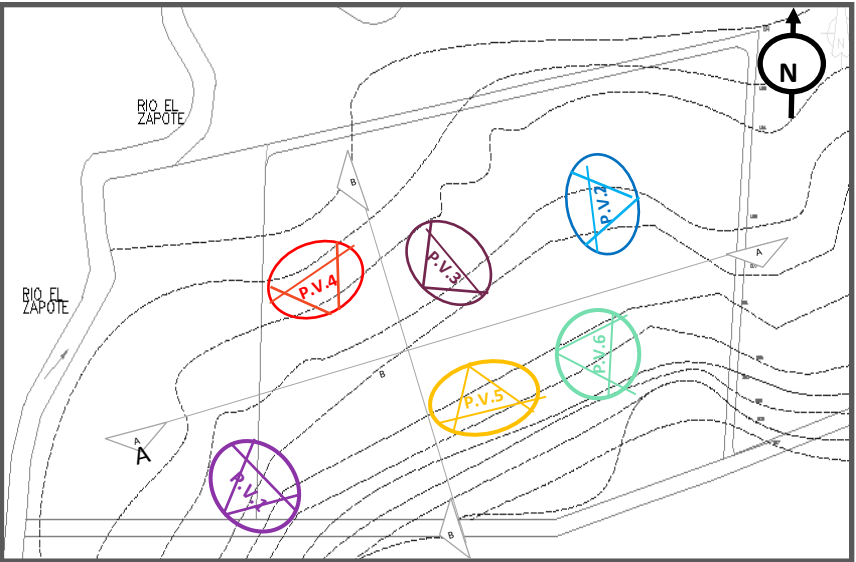 N
RIO EL
ZAPOTE
B
P.V.2
A
P.V.3
P.V.4
RIO EL
ZAPOTE
P.V.6
B
P.V.5
A
A
P.V.1
B